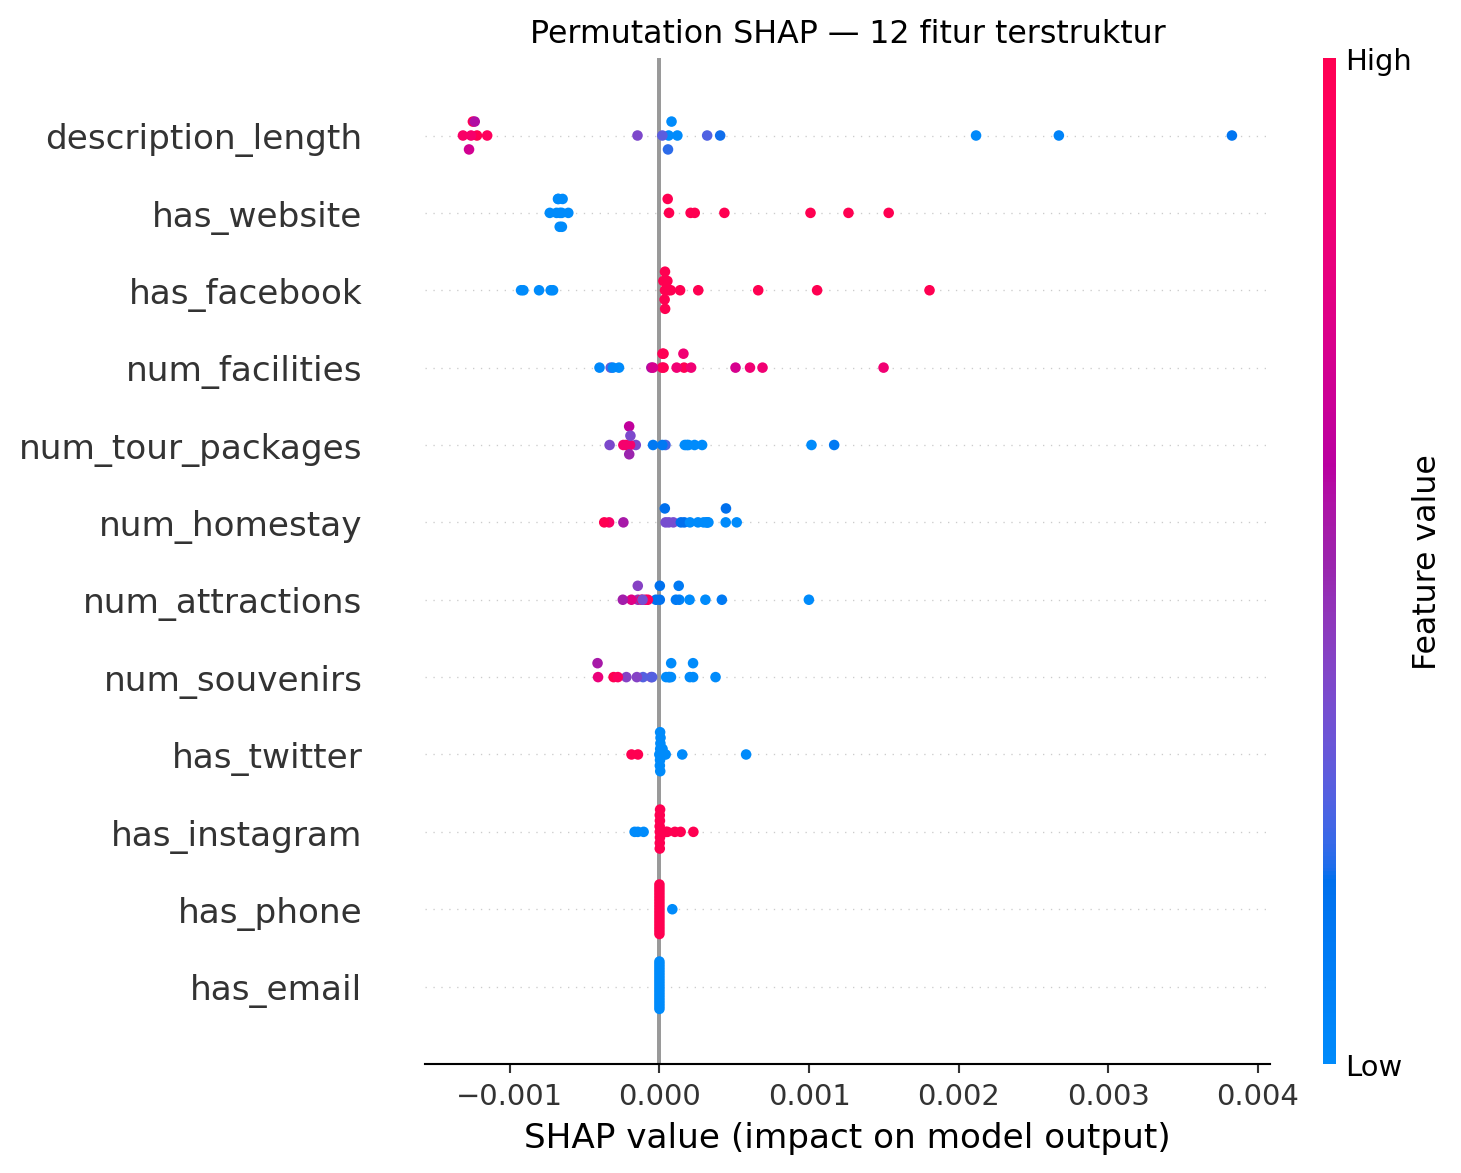 Permutation SHAP — 12 fitur terstruktur
High
description_length
has_website
has_facebook
num_facilities
num_tour_packages
num_homestay
num_attractions
num_souvenirs
has_twitter
has_instagram
has_phone
has_email
Feature value
Low
−0.001 0.000 0.001 0.002 0.003 0.004
SHAP value (impact on model output)